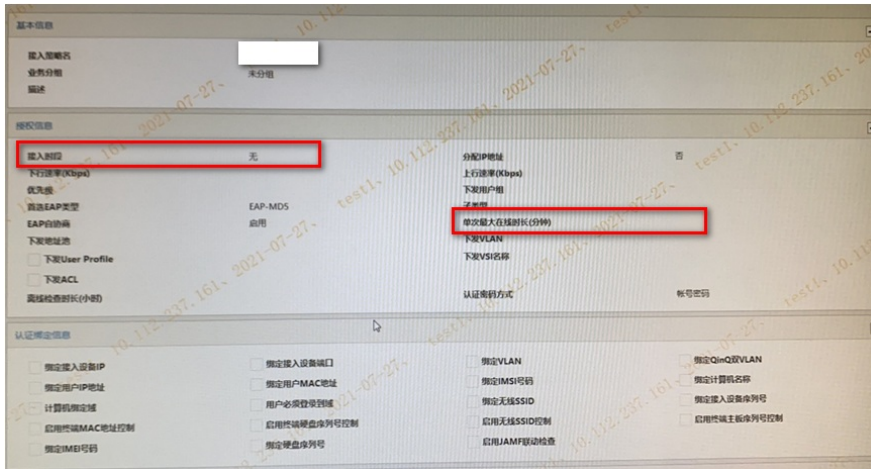 基本信息
接入策略名
业务分组 未分组
描述
授权信息
接入时段 无 分配IP地址 否
下行速率(Kbps) 上行速率(Kbps)
优先级 下发用户组
首选EAP类型 EAP-MD5 子类型
EAP自协商 启用 单次最大在线时长(分钟)
下发地址池 下发VLAN
下发User Profile 下发VSI名称
下发ACL
离线检查时长(小时) 认证密码方式 帐号密码
认证绑定信息
绑定接入设备IP 绑定接入设备端口 绑定VLAN 绑定QinQ双VLAN
绑定用户IP地址 绑定用户MAC地址 绑定IMSI号码 绑定计算机名称
计算机绑定域 用户必须登录到域 绑定无线SSID 绑定接入设备序列号
启用终端MAC地址控制 启用终端硬盘序列号控制 启用无线SSID控制 启用终端主板序列号控制
绑定IMEI号码 绑定硬盘序列号 启用JAMF联动检查
test1、10.112.237.161、2021-07-27、